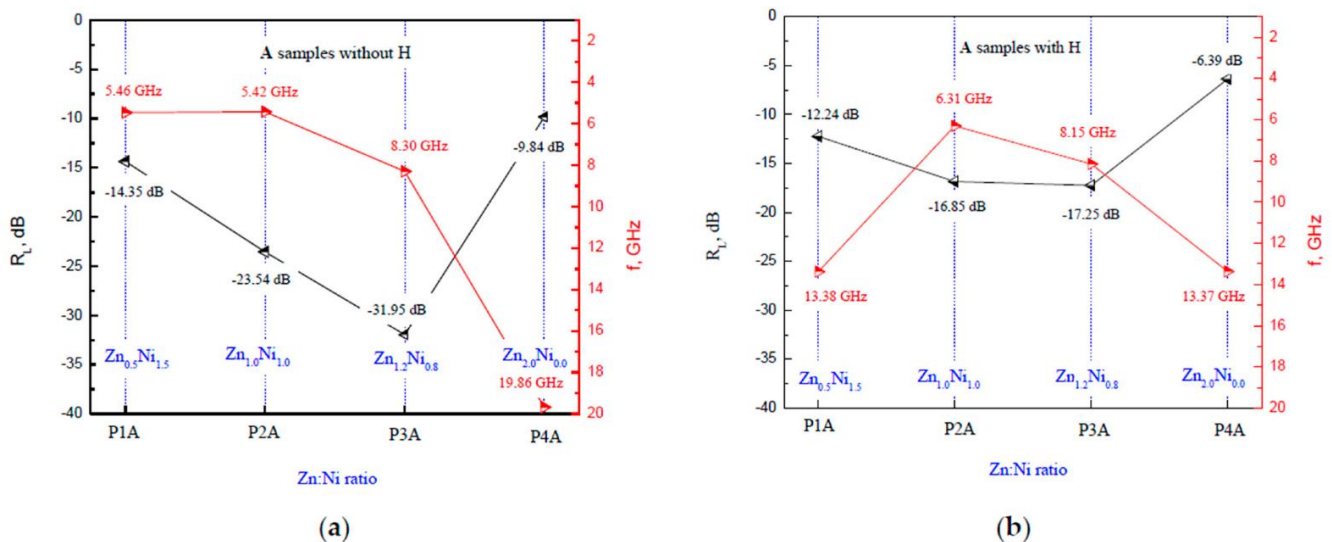 A samples without H
R_L, dB
0
-5
-10
-15
-20
-25
-30
-35
-40
2
4
6
8
10
12
14
16
18
20
f, GHz
5.46 GHz
5.42 GHz
8.30 GHz
19.86 GHz
-14.35 dB
-23.54 dB
-31.95 dB
-9.84 dB
Zn0.5Ni1.5
Zn1.0Ni1.0
Zn1.2Ni0.8
Zn2.0Ni0.0
P1A
P2A
P3A
P4A
Zn:Ni ratio
(a)
A samples with H
R_L, dB
0
-5
-10
-15
-20
-25
-30
-35
-40
2
4
6
8
10
12
14
16
18
20
f, GHz
-12.24 dB
-16.85 dB
-17.25 dB
-6.39 dB
13.38 GHz
6.31 GHz
8.15 GHz
13.37 GHz
Zn0.5Ni1.5
Zn1.0Ni1.0
Zn1.2Ni0.8
Zn2.0Ni0.0
P1A
P2A
P3A
P4A
Zn:Ni ratio
(b)